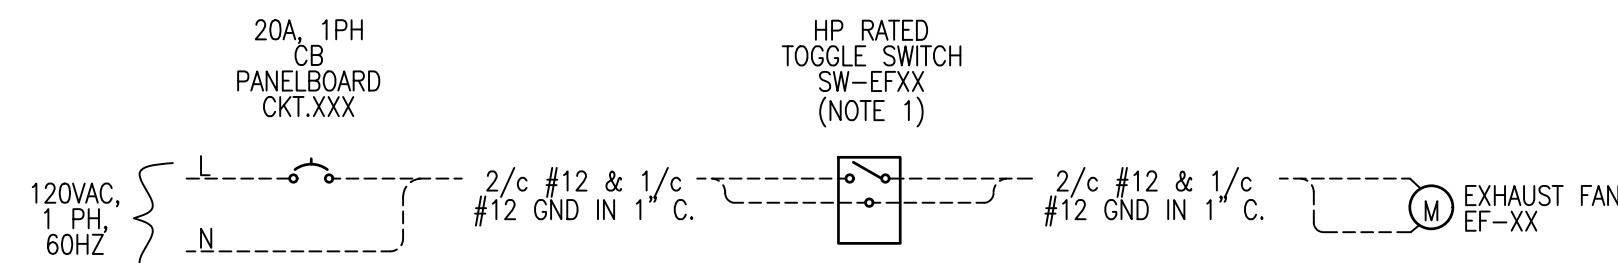 20A, 1PH
CB
PANELBOARD
CKT.XXX
HP RATED
TOGGLE SWITCH
SW-EFXX
(NOTE 1)
120VAC,
1 PH,
60HZ
L
N
2/c #12 & 1/c
#12 GND IN 1" C.
2/c #12 & 1/c
#12 GND IN 1" C.
M
EXHAUST FAN
EF-XX